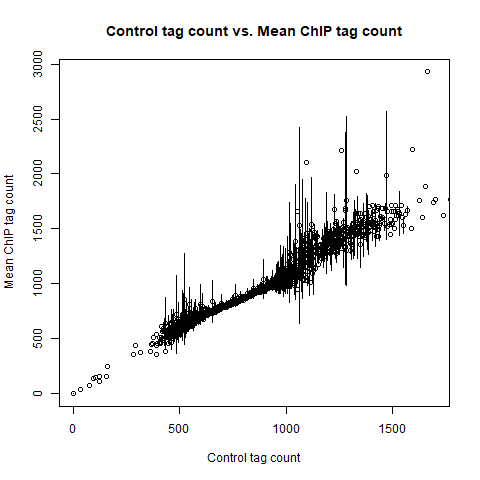 Control tag count vs. Mean ChIP tag count
Mean ChIP tag count
3000
2500
2000
1500
1000
500
0
0 500 1000 1500
Control tag count